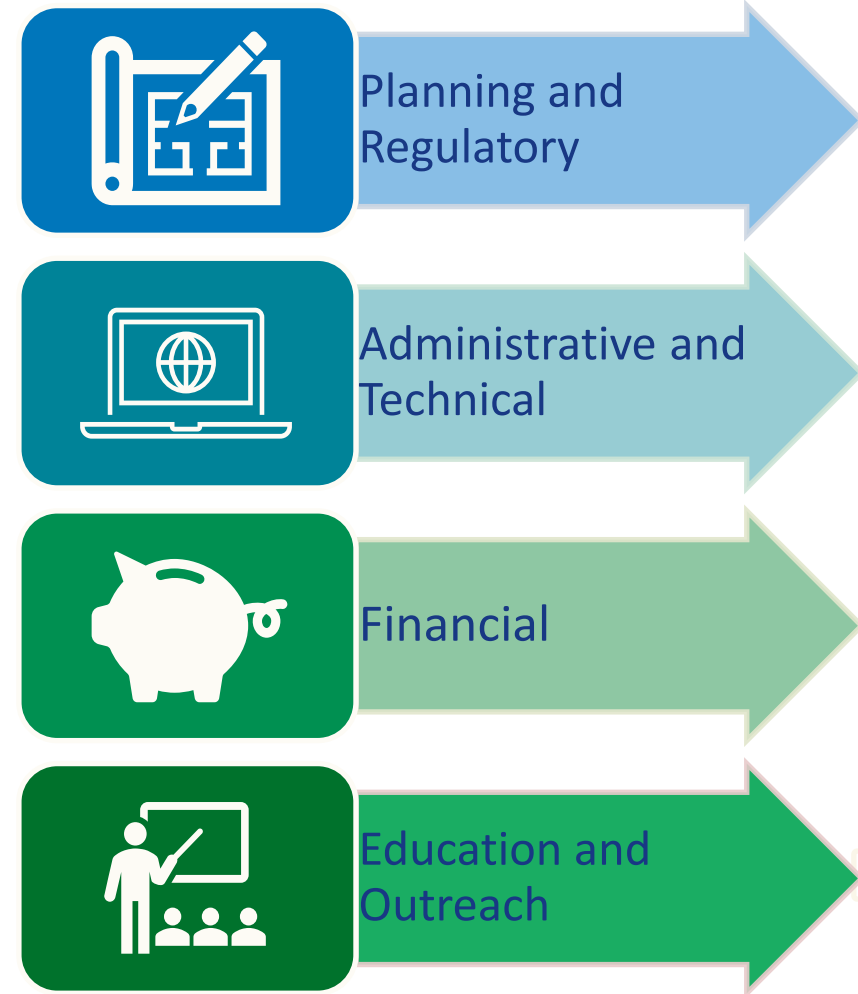 Planning and
Regulatory
Administrative and
Technical
Financial
Education and
Outreach